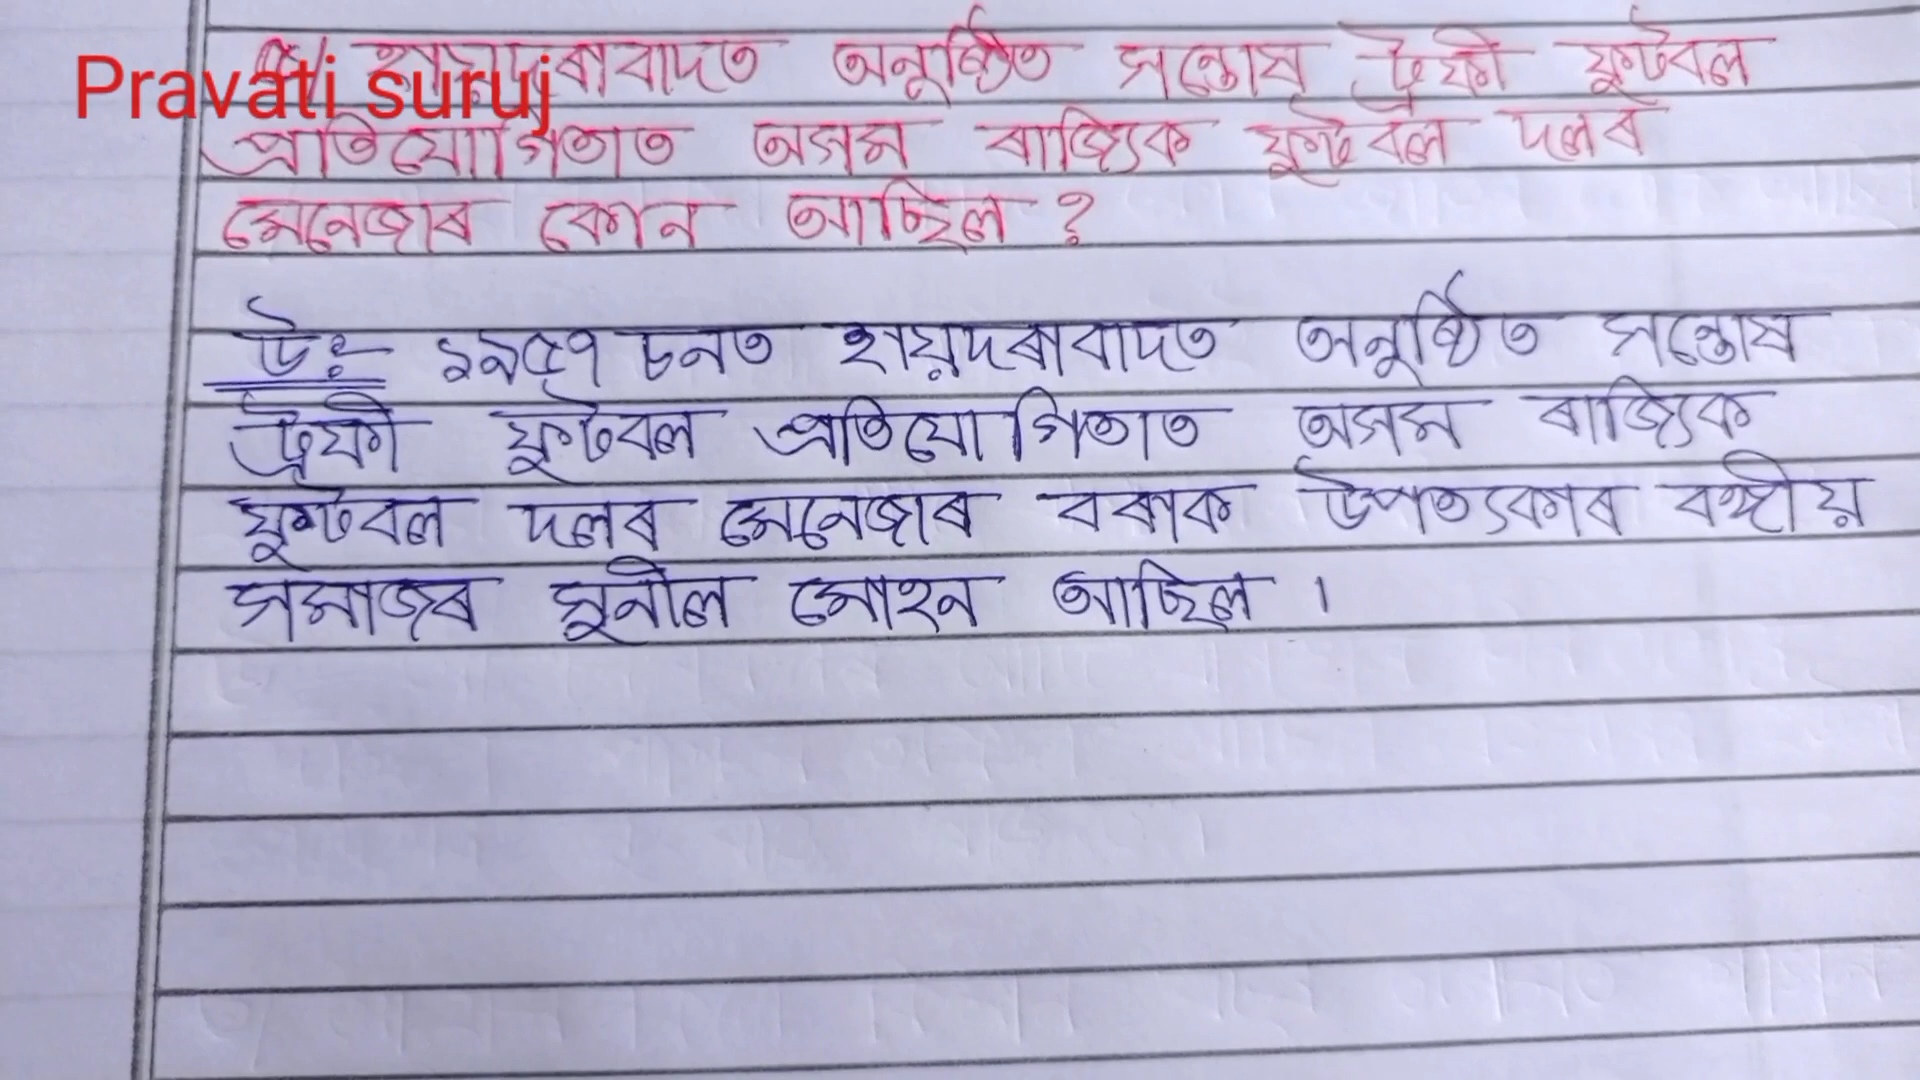 Pravati suruj
৫/ হায়দৰাবাদত অনুষ্ঠিত সন্তোষ ট্ৰফী ফুটবল
প্ৰতিযোগিতাত অসম ৰাজ্যিক ফুটবল দলৰ
মেনেজাৰ কোন আছিল ?
উঃ- ১৯৫৭ চনত হায়দৰাবাদত অনুষ্ঠিত সন্তোষ
ট্ৰফী ফুটবল প্ৰতিযোগিতাত অসম ৰাজ্যিক
ফুটবল দলৰ মেনেজাৰ বৰাক উপত্যকাৰ বঙ্গীয়
সমাজৰ সুনীল মোহন আছিল ।